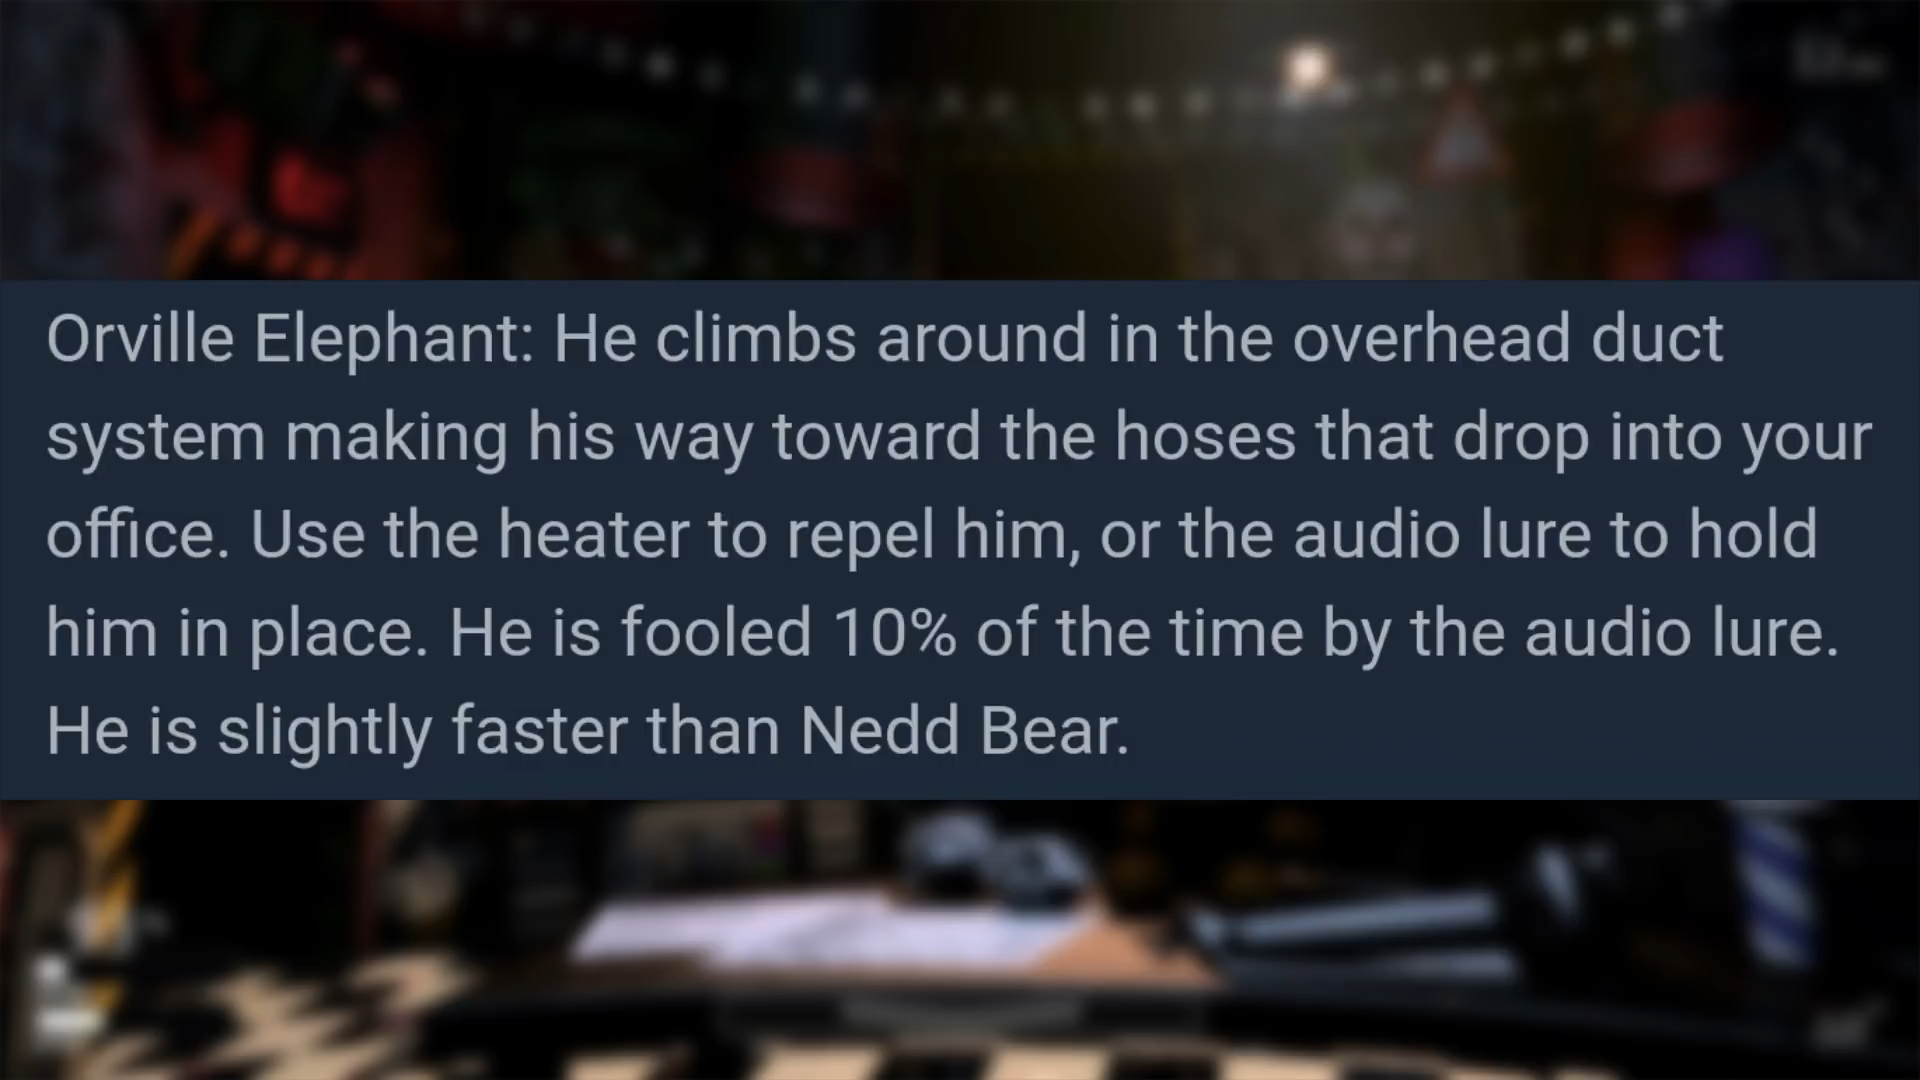 Orville Elephant: He climbs around in the overhead duct
system making his way toward the hoses that drop into your
office. Use the heater to repel him, or the audio lure to hold
him in place. He is fooled 10% of the time by the audio lure.
He is slightly faster than Nedd Bear.